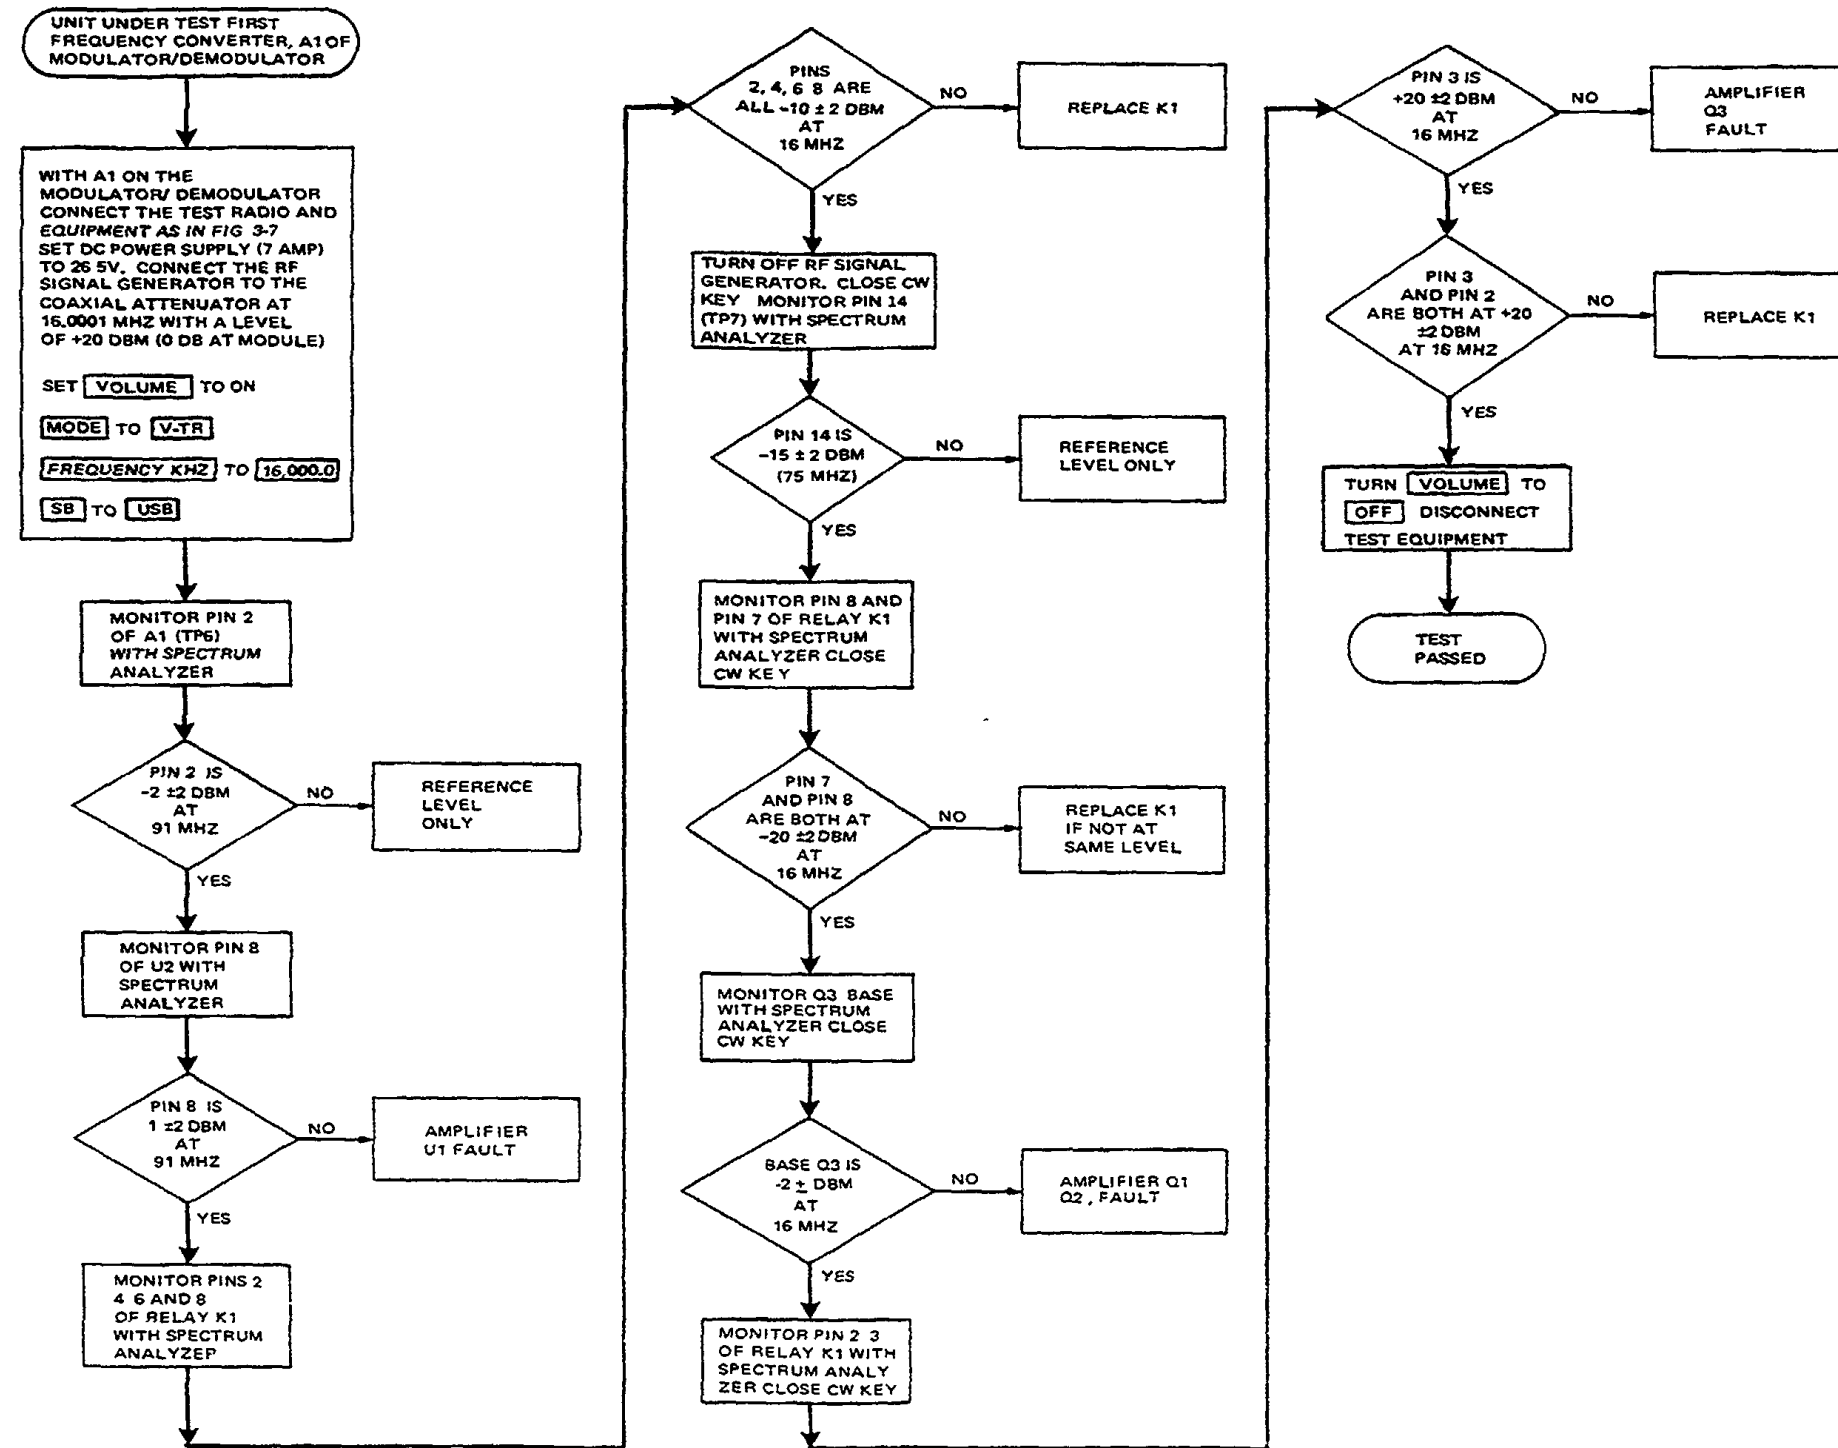 UNIT UNDER TEST FIRST
FREQUENCY CONVERTER, A1 OF
MODULATOR/DEMODULATOR
WITH A1 ON THE
MODULATOR/ DEMODULATOR
CONNECT THE TEST RADIO AND
EQUIPMENT AS IN FIG 3-7
SET DC POWER SUPPLY (7 AMP)
TO 26 5V. CONNECT THE RF
SIGNAL GENERATOR TO THE
COAXIAL ATTENUATOR AT
16.0001 MHZ WITH A LEVEL
OF +20 DBM (0 DB AT MODULE)
SET VOLUME TO ON
MODE TO V-TR
FREQUENCY KHZ TO 16,000.0
SB TO USB
MONITOR PIN 2
OF A1 (TP6)
WITH SPECTRUM
ANALYZER
PIN 2 IS
-2 ±2 DBM
AT
91 MHZ
NO
REFERENCE
LEVEL
ONLY
YES
MONITOR PIN 8
OF U2 WITH
SPECTRUM
ANALYZER
PIN 8 IS
1 ±2 DBM
AT
91 MHZ
NO
AMPLIFIER
U1 FAULT
YES
MONITOR PINS 2
4 6 AND 8
OF RELAY K1
WITH SPECTRUM
ANALYZER
PINS
2, 4, 6 8 ARE
ALL -10 ± 2 DBM
AT
16 MHZ
NO
REPLACE K1
YES
TURN OFF RF SIGNAL
GENERATOR. CLOSE CW
KEY MONITOR PIN 14
(TP7) WITH SPECTRUM
ANALYZER
PIN 14 IS
-15 ± 2 DBM
(75 MHZ)
NO
REFERENCE
LEVEL ONLY
YES
MONITOR PIN 8 AND
PIN 7 OF RELAY K1
WITH SPECTRUM
ANALYZER CLOSE
CW KEY
PIN 7
AND PIN 8
ARE BOTH AT
-20 ±2 DBM
AT
16 MHZ
NO
REPLACE K1
IF NOT AT
SAME LEVEL
YES
MONITOR Q3 BASE
WITH SPECTRUM
ANALYZER CLOSE
CW KEY
BASE Q3 IS
-2 ± DBM
AT
16 MHZ
NO
AMPLIFIER Q1
Q2, FAULT
YES
MONITOR PIN 2 3
OF RELAY K1 WITH
SPECTRUM ANALY
ZER CLOSE CW KEY
PIN 3 IS
+20 ±2 DBM
AT
16 MHZ
NO
AMPLIFIER
Q3
FAULT
YES
PIN 3
AND PIN 2
ARE BOTH AT +20
±2 DBM
AT 16 MHZ
NO
REPLACE K1
YES
TURN VOLUME TO
OFF DISCONNECT
TEST EQUIPMENT
TEST
PASSED